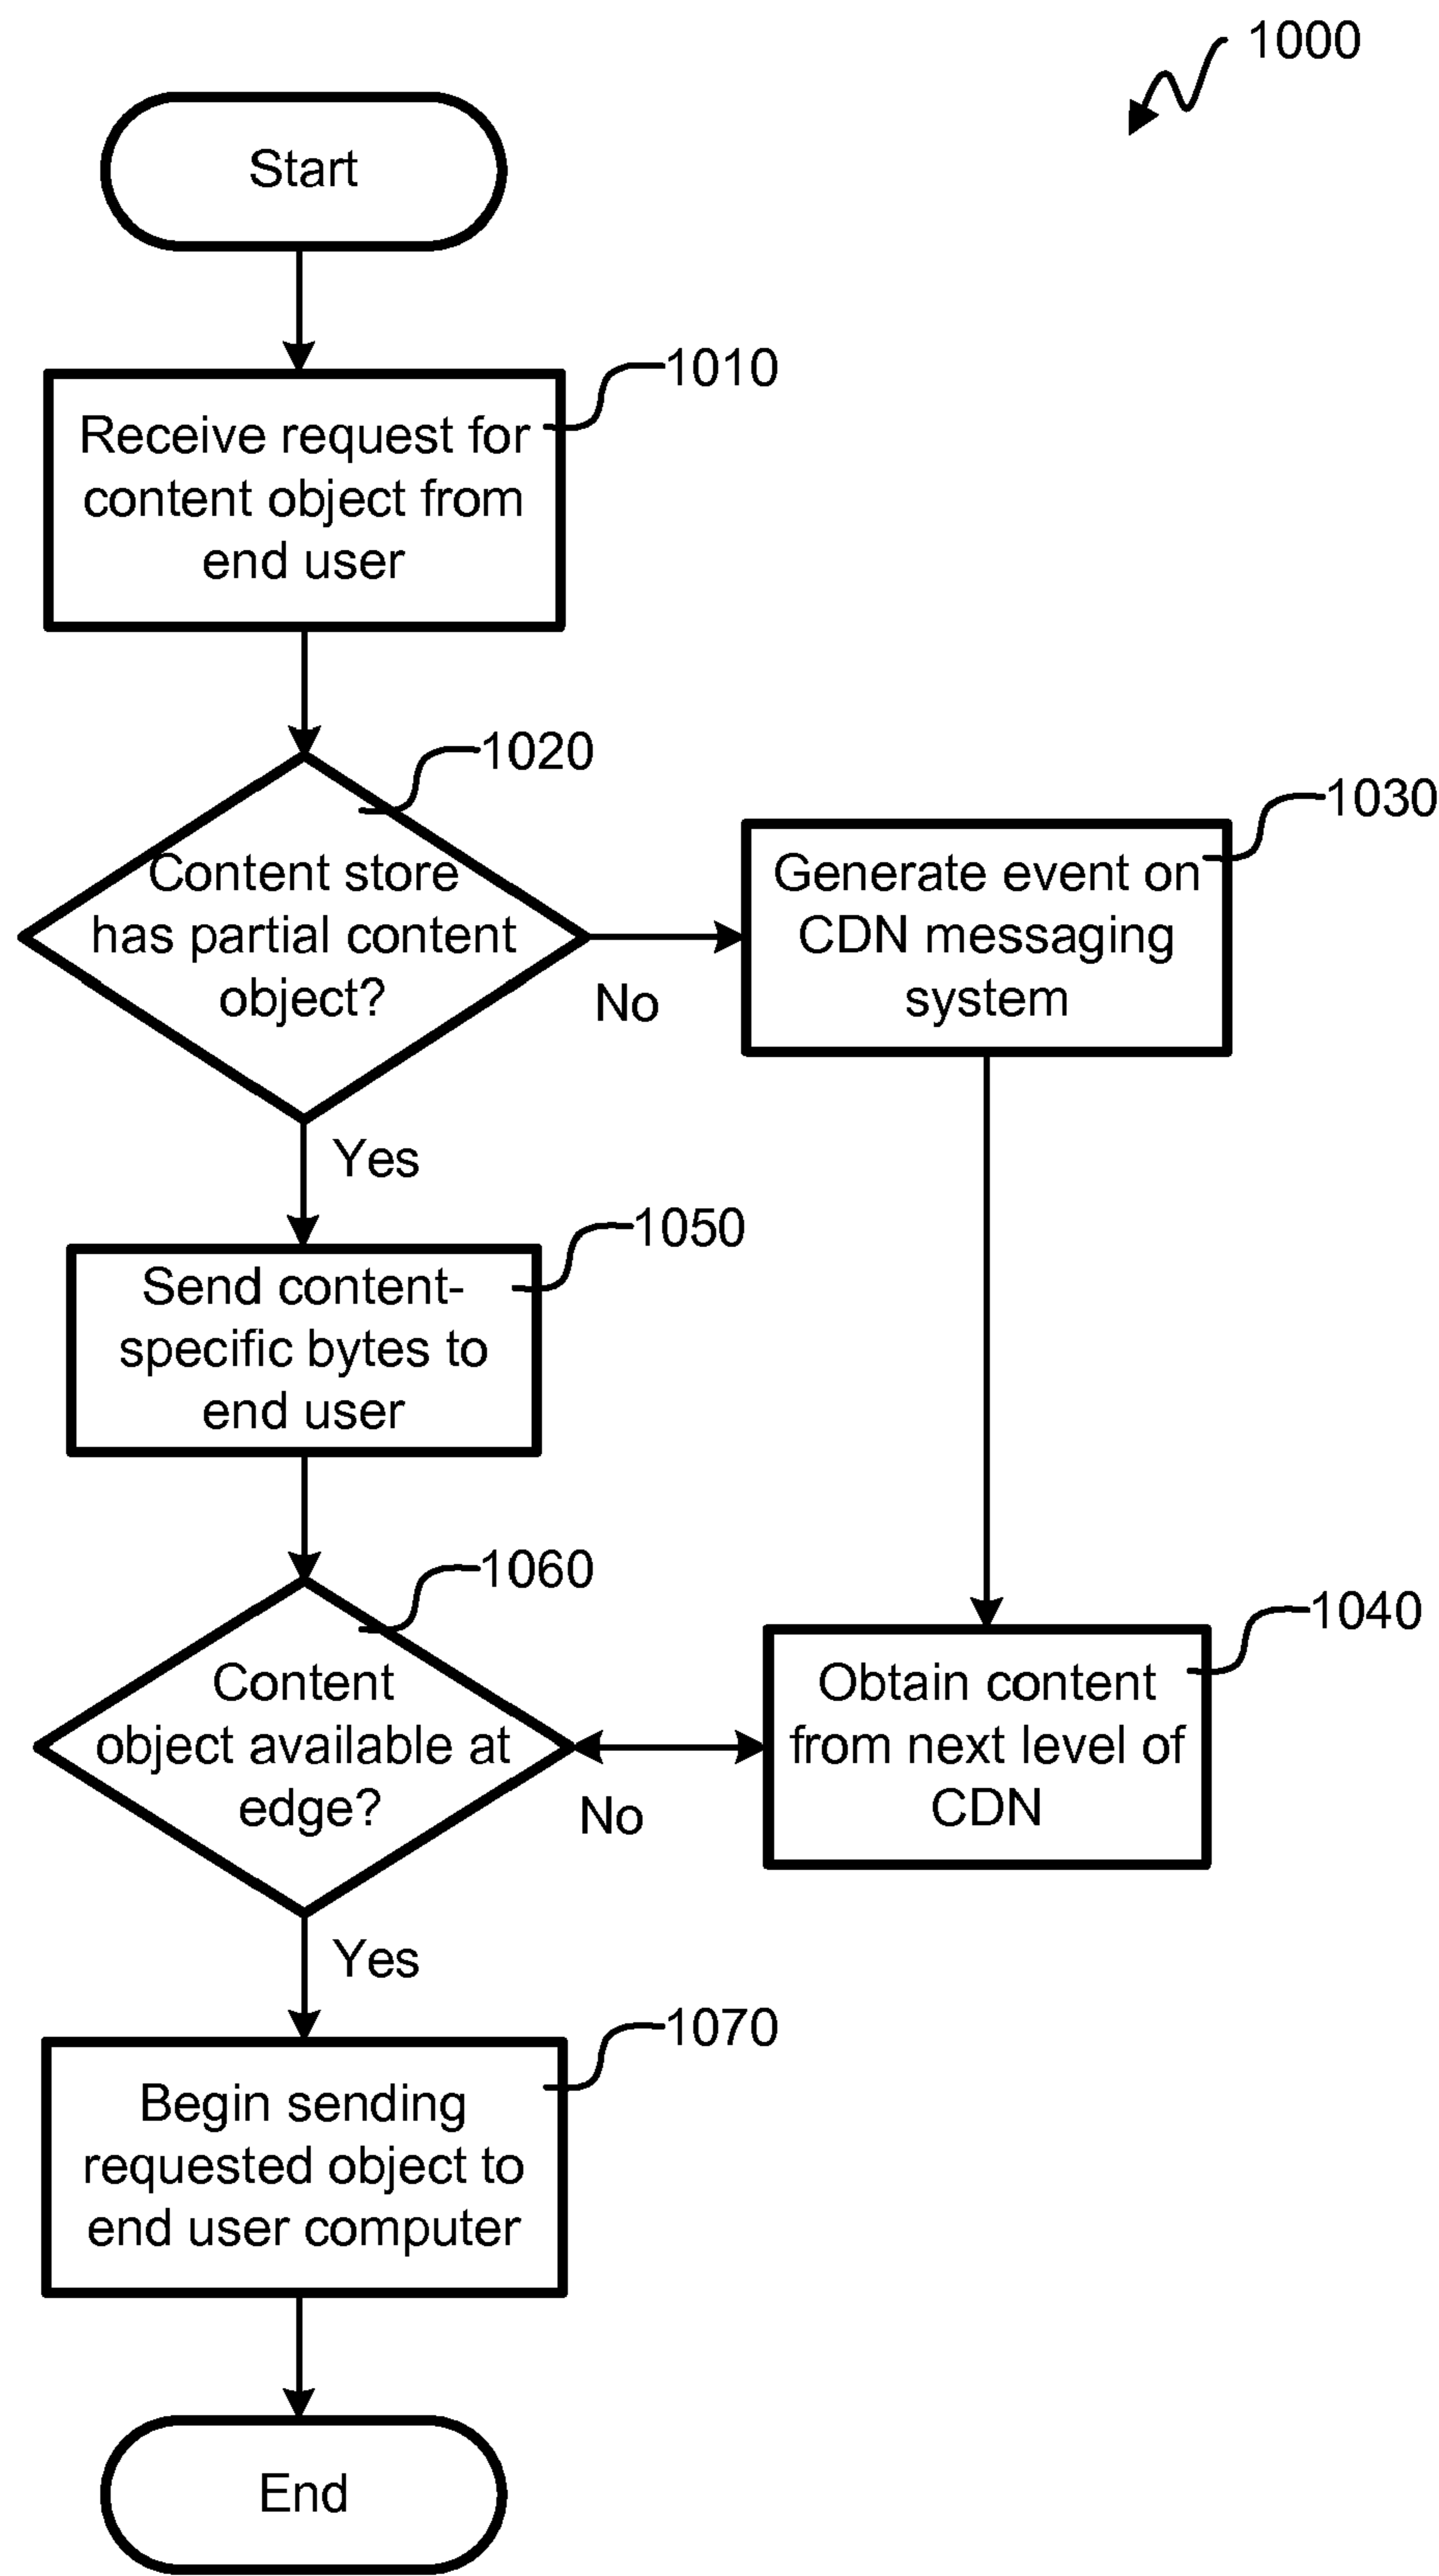 1000
Start
1010
Receive request for
content object from
end user
1020
Content store
has partial content
object?
No
1030
Generate event on
CDN messaging
system
Yes
1050
Send content-
specific bytes to
end user
1060
Content
object available at
edge?
No
1040
Obtain content
from next level of
CDN
Yes
1070
Begin sending
requested object to
end user computer
End